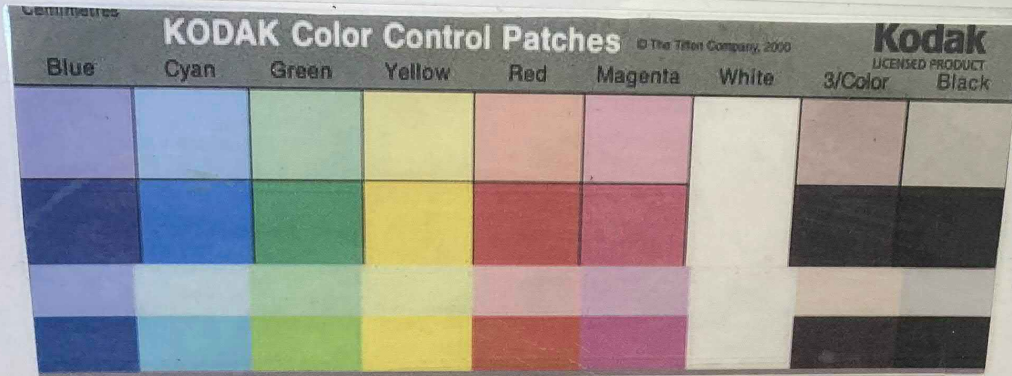 Centimetres
KODAK Color Control Patches © The Tiffen Company, 2000 Kodak
LICENSED PRODUCT
Blue Cyan Green Yellow Red Magenta White 3/Color Black